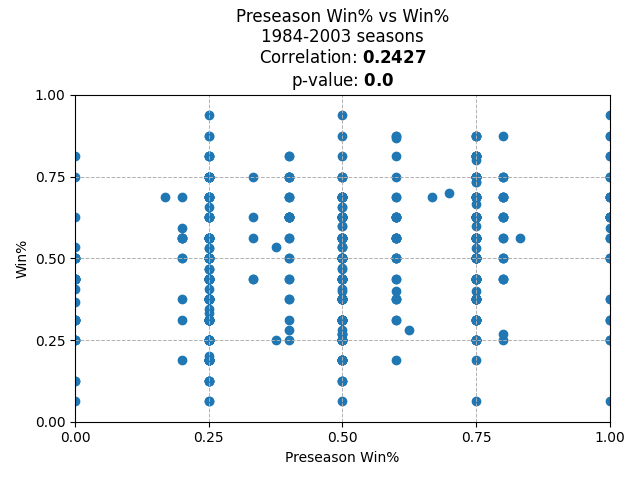 Preseason Win% vs Win%
1984-2003 seasons
Correlation: 0.2427
p-value: 0.0
1.00
0.75
0.50
0.25
0.00
Win%
0.00 0.25 0.50 0.75 1.00
Preseason Win%